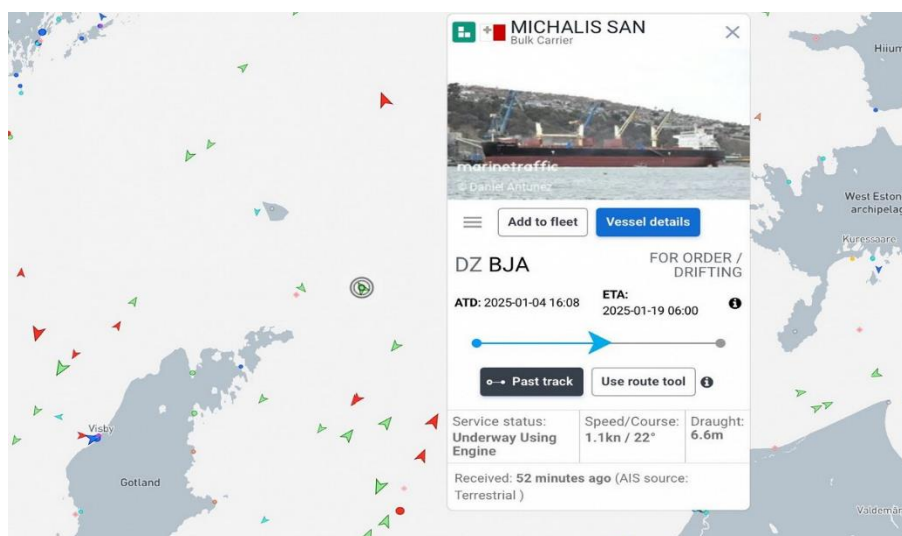 MICHALIS SAN
Bulk Carrier
marinetraffic
© Daniel Antunez
Add to fleet
Vessel details
DZ BJA
FOR ORDER /
DRIFTING
ATD: 2025-01-04 16:08
ETA:
2025-01-19 06:00
Past track
Use route tool
Service status:
Underway Using
Engine
Speed/Course:
1.1kn / 22°
Draught:
6.6m
Received: 52 minutes ago (AIS source:
Terrestrial )
Visby
Gotland
Hiium
West Eston
archipelag
Kuressaare
Valdemār